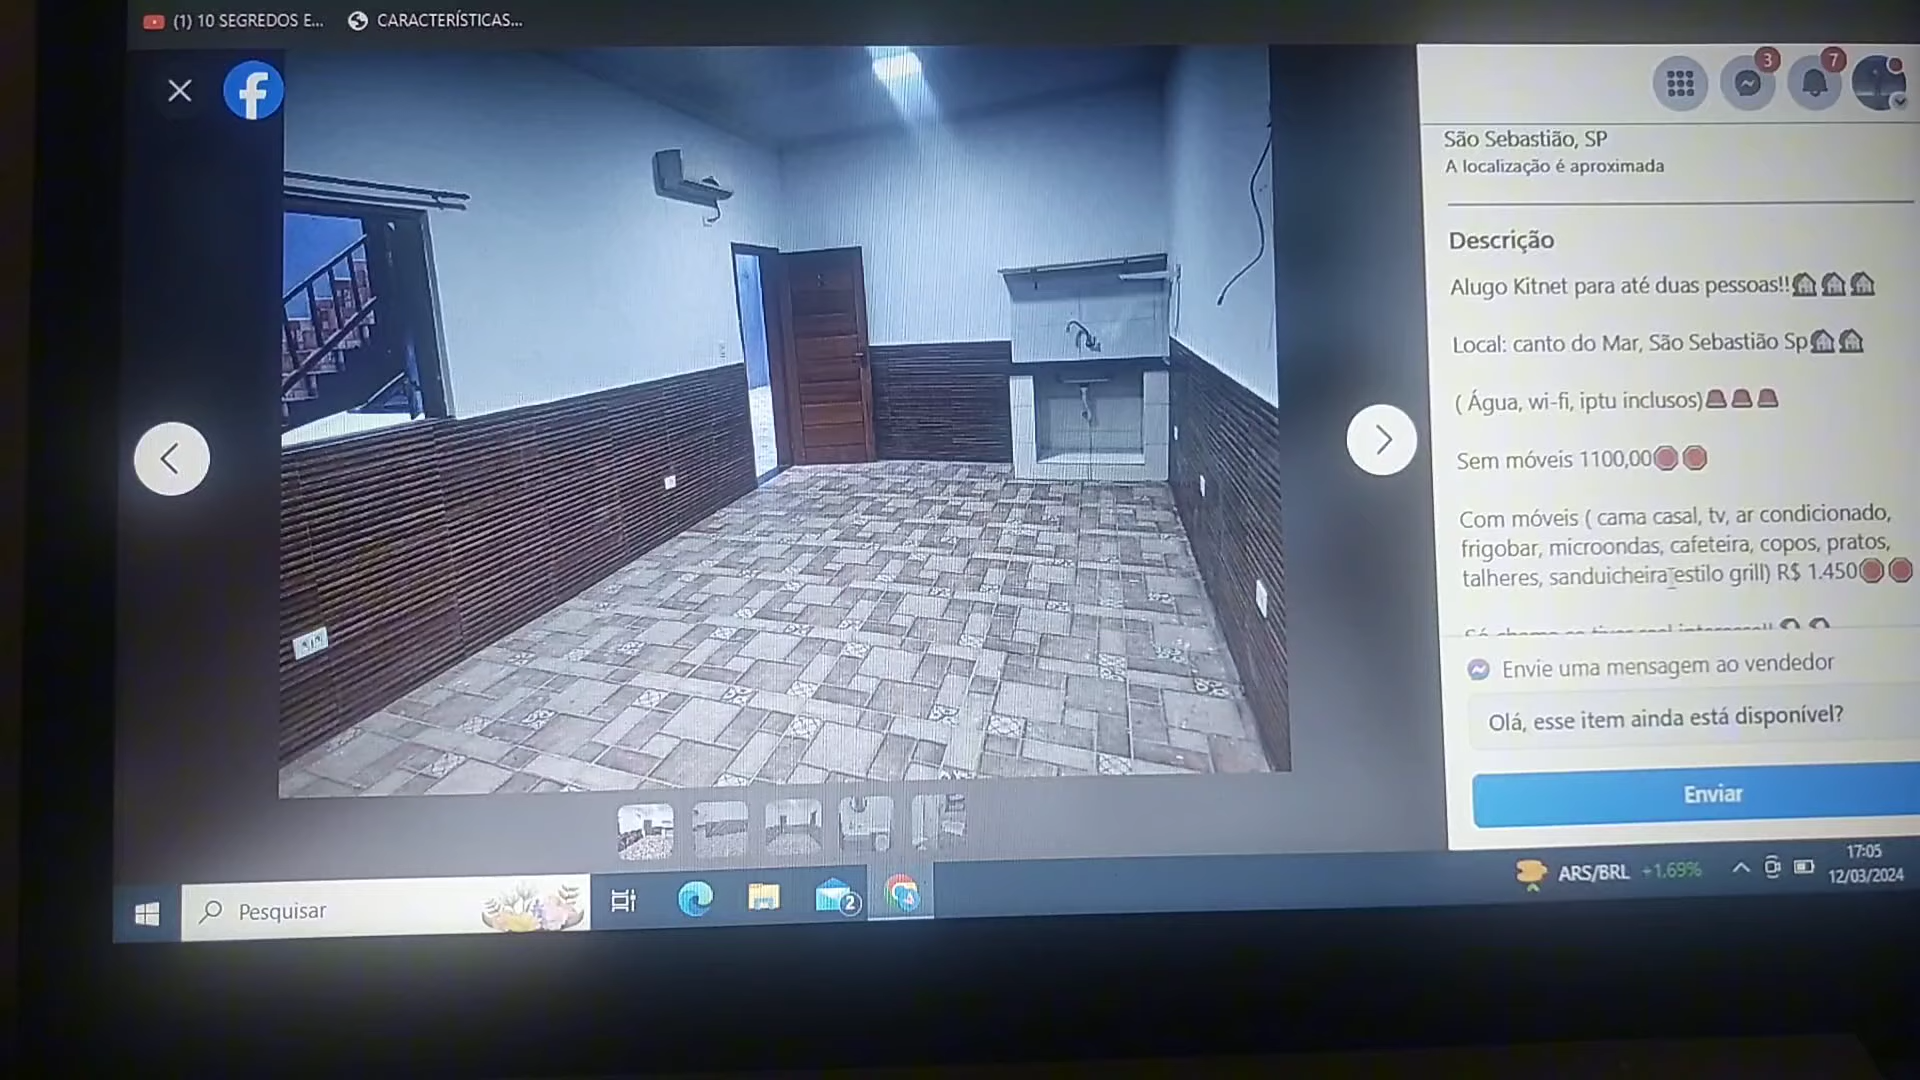 (1) 10 SEGREDOS E...
CARACTERÍSTICAS...
3
7
São Sebastião, SP
A localização é aproximada
Descrição
Alugo Kitnet para até duas pessoas!!
Local: canto do Mar, São Sebastião Sp
( Água, wi-fi, iptu inclusos)
Sem móveis 1100,00
Com móveis ( cama casal, tv, ar condicionado,
frigobar, microondas, cafeteira, copos, pratos,
talheres, sanduicheira estilo grill) R$ 1.450
Envie uma mensagem ao vendedor
Olá, esse item ainda está disponível?
Enviar
Pesquisar
2
ARS/BRL +1.69%
17:05
12/03/2024